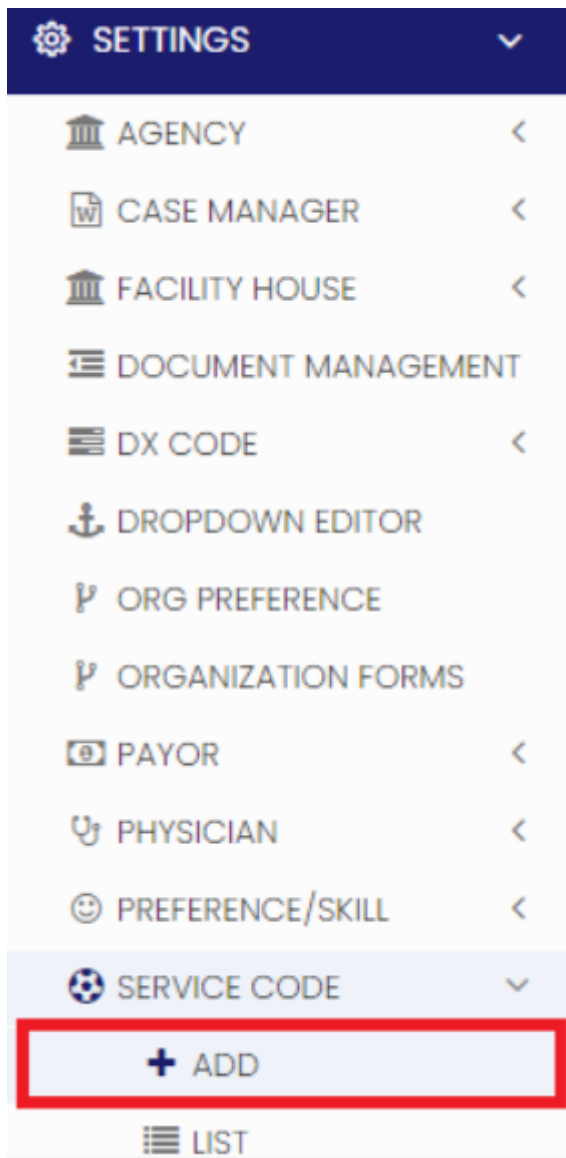 SETTINGS
AGENCY
CASE MANAGER
FACILITY HOUSE
DOCUMENT MANAGEMENT
DX CODE
DROPDOWN EDITOR
ORG PREFERENCE
ORGANIZATION FORMS
PAYOR
PHYSICIAN
PREFERENCE/SKILL
SERVICE CODE
ADD
LIST